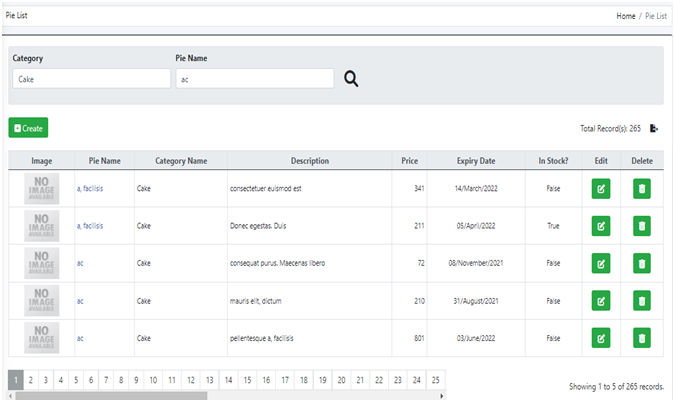 Pie List
Home / Pie List
Category Pie Name
Cake ac
Create
Total Record(s): 265
Image Pie Name Category Name Description Price Expiry Date In Stock? Edit Delete
NO IMAGE AVAILABLE a, facilisis Cake consectetuer euismod est 341 14/March/2022 False
NO IMAGE AVAILABLE a, facilisis Cake Donec egestas. Duis 211 05/April/2022 True
NO IMAGE AVAILABLE ac Cake consequat purus. Maecenas libero 72 08/November/2021 False
NO IMAGE AVAILABLE ac Cake mauris elit, dictum 210 31/August/2021 False
NO IMAGE AVAILABLE ac Cake pellentesque a, facilisis 801 03/June/2022 False
1 2 3 4 5 6 7 8 9 10 11 12 13 14 15 16 17 18 19 20 21 22 23 24 25
Showing 1 to 5 of 265 records.